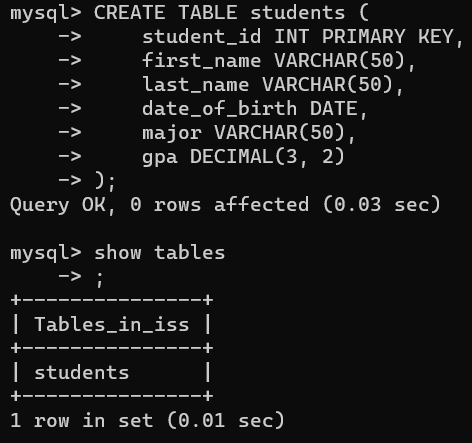 mysql> CREATE TABLE students (
    ->     student_id INT PRIMARY KEY,
    ->     first_name VARCHAR(50),
    ->     last_name VARCHAR(50),
    ->     date_of_birth DATE,
    ->     major VARCHAR(50),
    ->     gpa DECIMAL(3, 2)
    -> );
Query OK, 0 rows affected (0.03 sec)

mysql> show tables
    -> ;
+---------------+
| Tables_in_iss |
+---------------+
| students      |
+---------------+
1 row in set (0.01 sec)